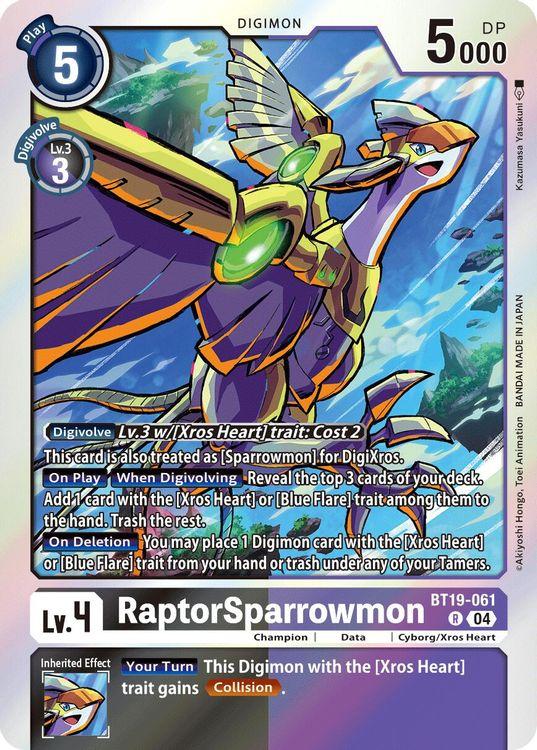 DIGIMON
Play
5
DP
5000
Digivolve
Lv.3
3
Kazumasa Yasukuni
©Akiyoshi Hongo, Toei Animation BANDAI MADE IN JAPAN
Digivolve Lv.3 w/[Xros Heart] trait: Cost 2
This card is also treated as [Sparrowmon] for DigiXros.
On Play When Digivolving Reveal the top 3 cards of your deck.
Add 1 card with the [Xros Heart] or [Blue Flare] trait among them to
the hand. Trash the rest.
On Deletion You may place 1 Digimon card with the [Xros Heart]
or [Blue Flare] trait from your hand or trash under any of your Tamers.
Lv.4 RaptorSparrowmon
BT19-061
R 04
Champion | Data | Cyborg/Xros Heart
Inherited Effect
Your Turn This Digimon with the [Xros Heart]
trait gains Collision.